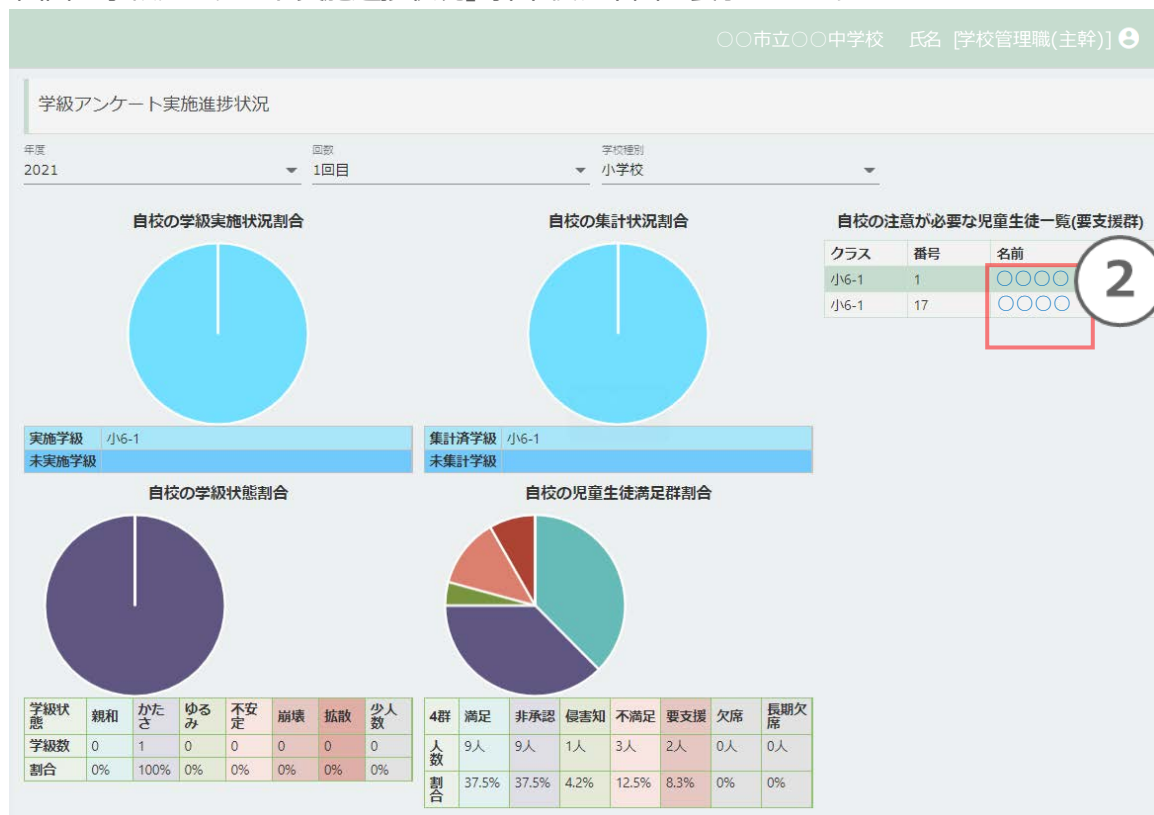 ○○市立○○中学校 氏名 [学校管理職(主幹)]
学級アンケート実施進捗状況
年度 回数 学校種別
2021 1回目 小学校
自校の学級実施状況割合 自校の集計状況割合 自校の注意が必要な児童生徒一覧(要支援群)
クラス 番号 名前
小6-1 1 ○○○○
小6-1 17 ○○○○
2
実施学級 小6-1
未実施学級
集計済学級 小6-1
未集計学級
自校の学級状態割合 自校の児童生徒満足群割合
学級状態 親和 かたさ ゆるみ 不安定 崩壊 拡散 少人数
学級数 0 1 0 0 0 0 0
割合 0% 100% 0% 0% 0% 0% 0%
4群 満足 非承認 侵害知 不満足 要支援 欠席 長期欠席
人数 9人 9人 1人 3人 2人 0人 0人
割合 37.5% 37.5% 4.2% 12.5% 8.3% 0% 0%